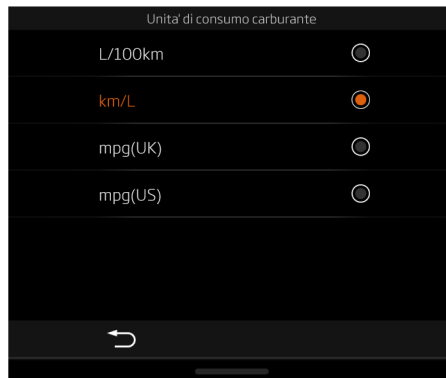 Unita' di consumo carburante
L/100km
km/L
mpg(UK)
mpg(US)